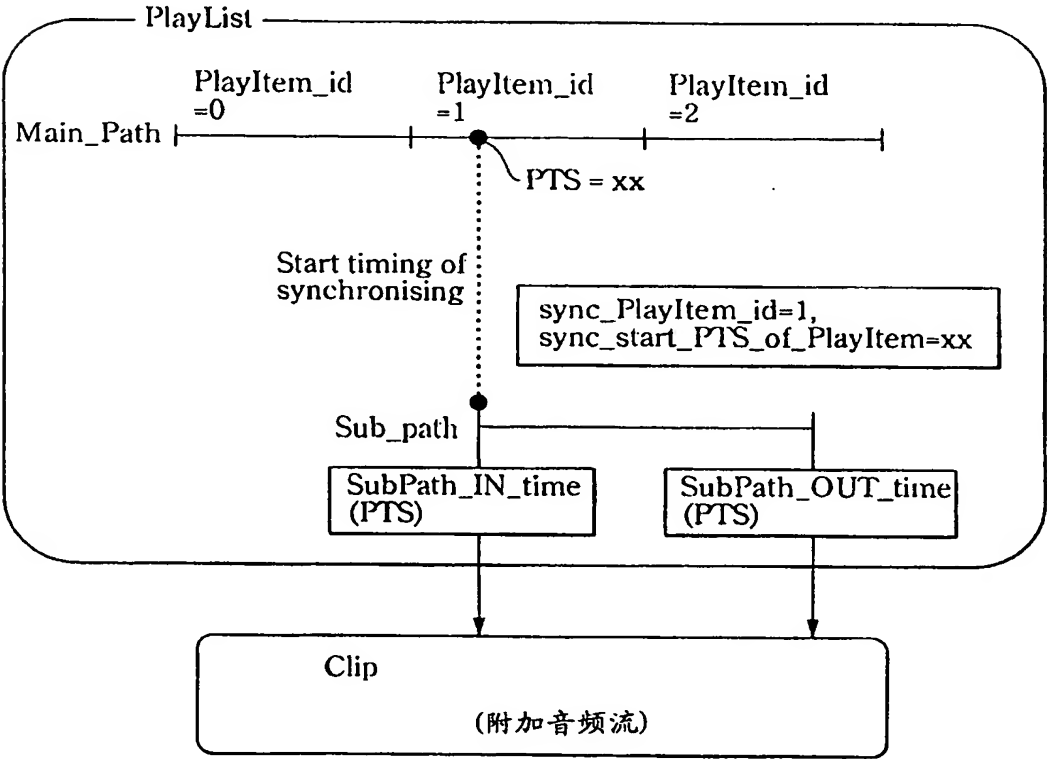 PlayList
PlayItem_id
=0
PlayItem_id
=1
PlayItem_id
=2
Main_Path
PTS = xx
Start timing of
synchronising
sync_PlayItem_id=1,
sync_start_PTS_of_PlayItem=xx
Sub_path
SubPath_IN_time
(PTS)
SubPath_OUT_time
(PTS)
Clip
(附加音频流)